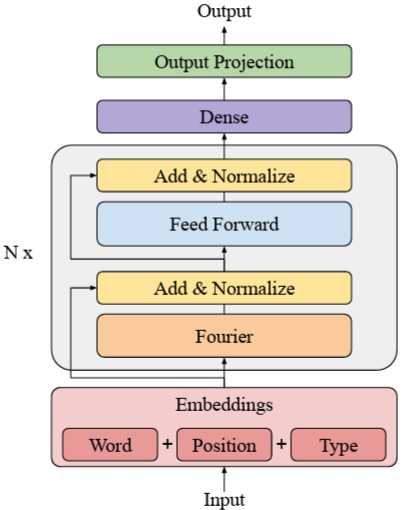 Output
Output Projection
Dense
Add & Normalize
Feed Forward
N x
Add & Normalize
Fourier
Embeddings
Word + Position + Type
Input